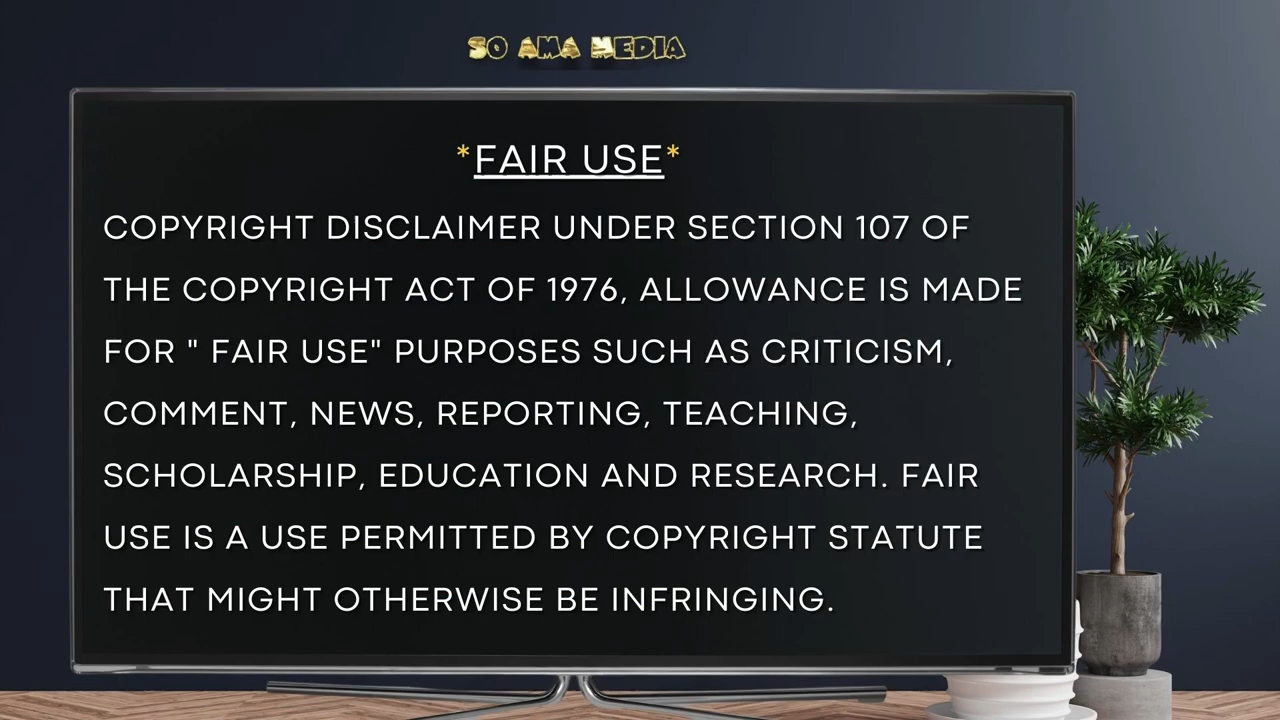 SO AMA MEDIA
*FAIR USE*
COPYRIGHT DISCLAIMER UNDER SECTION 107 OF
THE COPYRIGHT ACT OF 1976, ALLOWANCE IS MADE
FOR " FAIR USE" PURPOSES SUCH AS CRITICISM,
COMMENT, NEWS, REPORTING, TEACHING,
SCHOLARSHIP, EDUCATION AND RESEARCH. FAIR
USE IS A USE PERMITTED BY COPYRIGHT STATUTE
THAT MIGHT OTHERWISE BE INFRINGING.